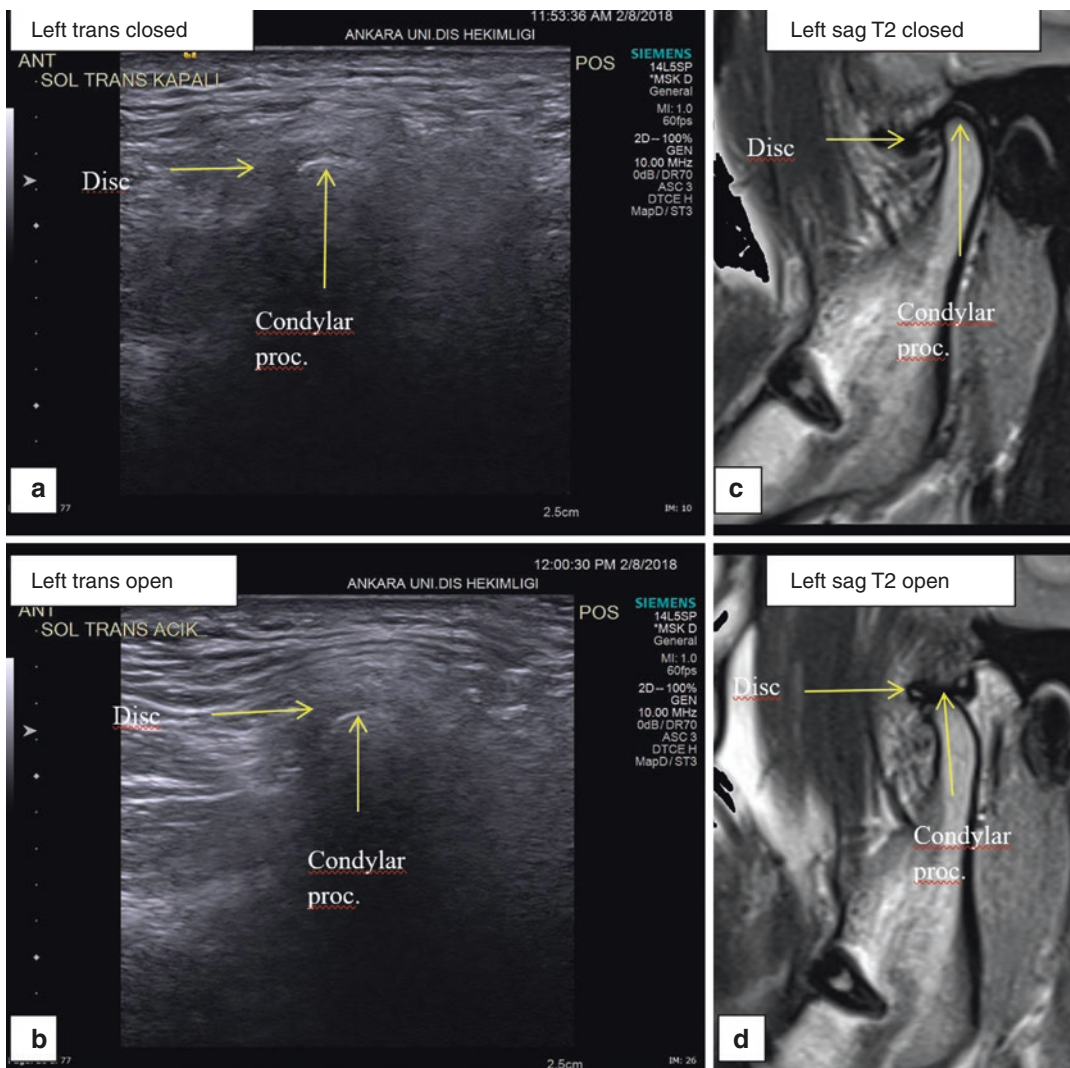 Left trans closed
11:53:36 AM 2/8/2018
ANKARA UNI.DIS HEKIMLIGI
ANT
SOL TRANS KAPALI
POS
SIEMENS
14L5SP
*MSK D
General
MI: 1.0
60fps
2D--100%
GEN
10.00 MHz
0dB/DR70
ASC 3
DTCE H
MapD/ST3
Disc
Condylar
proc.
a
77
2.5cm
IM: 10
Left sag T2 closed
Disc
Condylar
proc.
c
Left trans open
12:00:30 PM 2/8/2018
ANKARA UNI.DIS HEKIMLIGI
ANT
SOL TRANS ACIK
POS
SIEMENS
14L5SP
*MSK D
General
MI: 1.0
60fps
2D--100%
GEN
10.00 MHz
0dB/DR70
ASC 3
DTCE H
MapD/ST3
Disc
Condylar
proc.
b
77
2.5cm
IM: 26
Left sag T2 open
Disc
Condylar
proc.
d